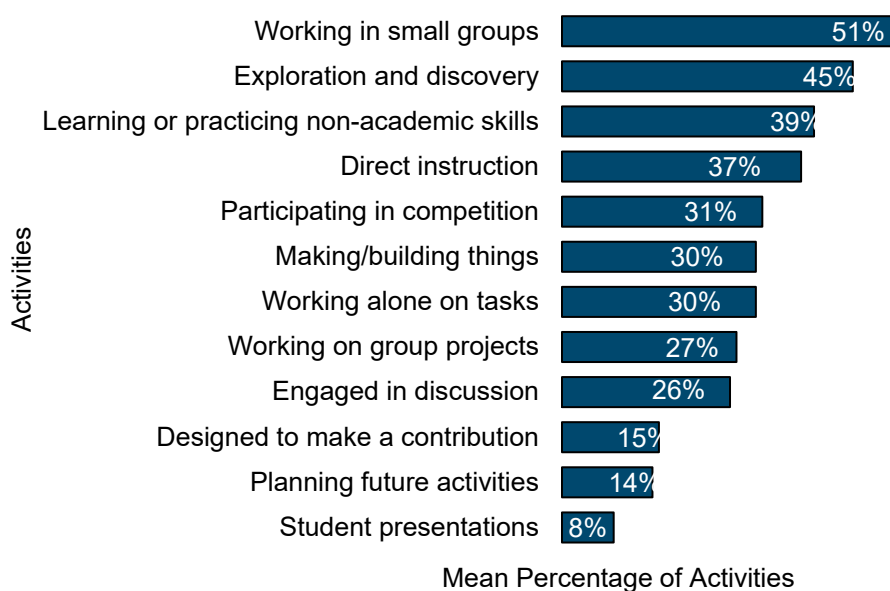 Working in small groups 51%
Exploration and discovery 45%
Learning or practicing non-academic skills 39%
Direct instruction 37%
Participating in competition 31%
Making/building things 30%
Working alone on tasks 30%
Working on group projects 27%
Engaged in discussion 26%
Designed to make a contribution 15%
Planning future activities 14%
Student presentations 8%
Activities
Mean Percentage of Activities